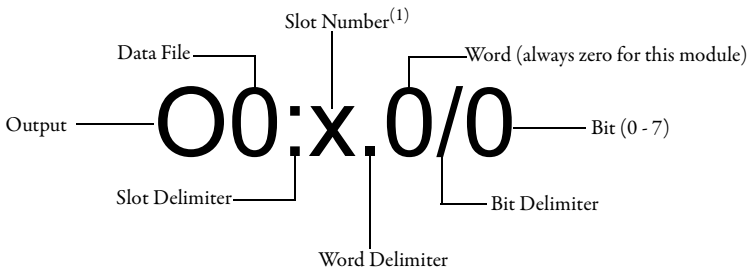 Slot Number(1)
Data File
Word (always zero for this module)
Output
O0:x.0/0
Bit (0 - 7)
Slot Delimiter
Bit Delimiter
Word Delimiter